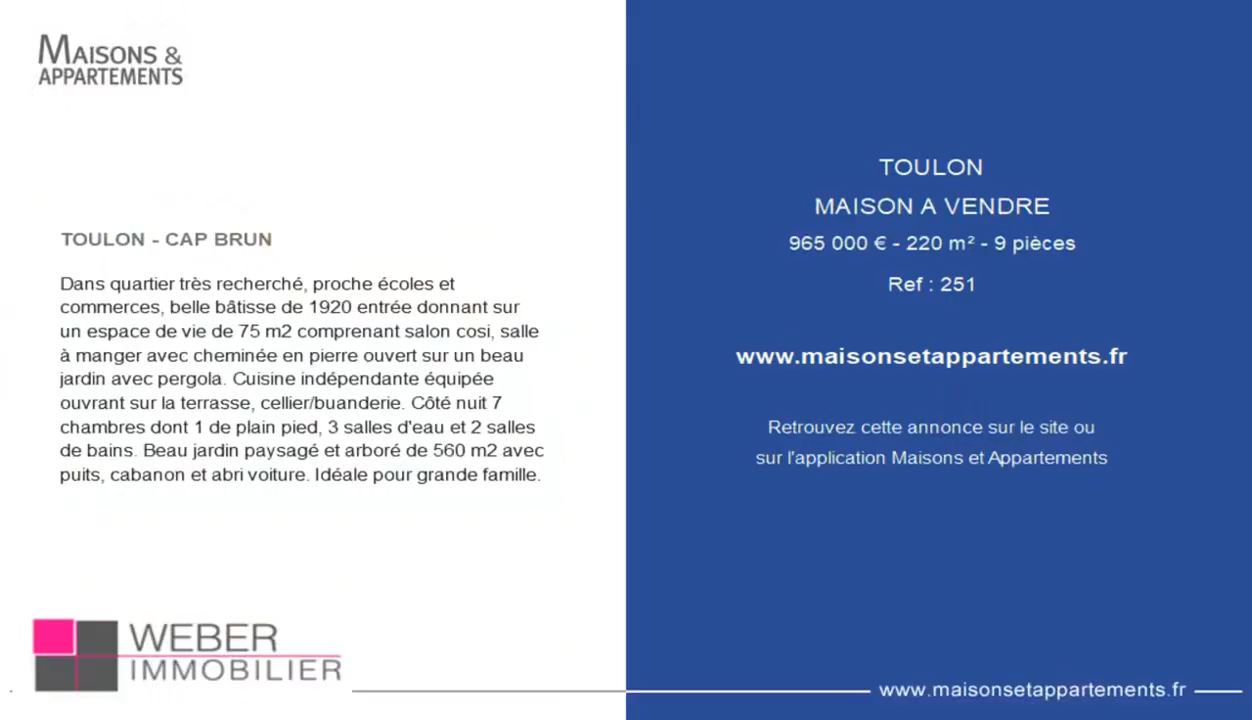 MAISONS &
APPARTEMENTS
TOULON - CAP BRUN
Dans quartier très recherché, proche écoles et
commerces, belle bâtisse de 1920 entrée donnant sur
un espace de vie de 75 m2 comprenant salon cosi, salle
à manger avec cheminée en pierre ouvert sur un beau
jardin avec pergola. Cuisine indépendante équipée
ouvrant sur la terrasse, cellier/buanderie. Côté nuit 7
chambres dont 1 de plain pied, 3 salles d'eau et 2 salles
de bains. Beau jardin paysagé et arboré de 560 m2 avec
puits, cabanon et abri voiture. Idéale pour grande famille.
WEBER
IMMOBILIER
TOULON
MAISON A VENDRE
965 000 € - 220 m² - 9 pièces
Ref : 251
www.maisonsetappartements.fr
Retrouvez cette annonce sur le site ou
sur l'application Maisons et Appartements
www.maisonsetappartements.fr